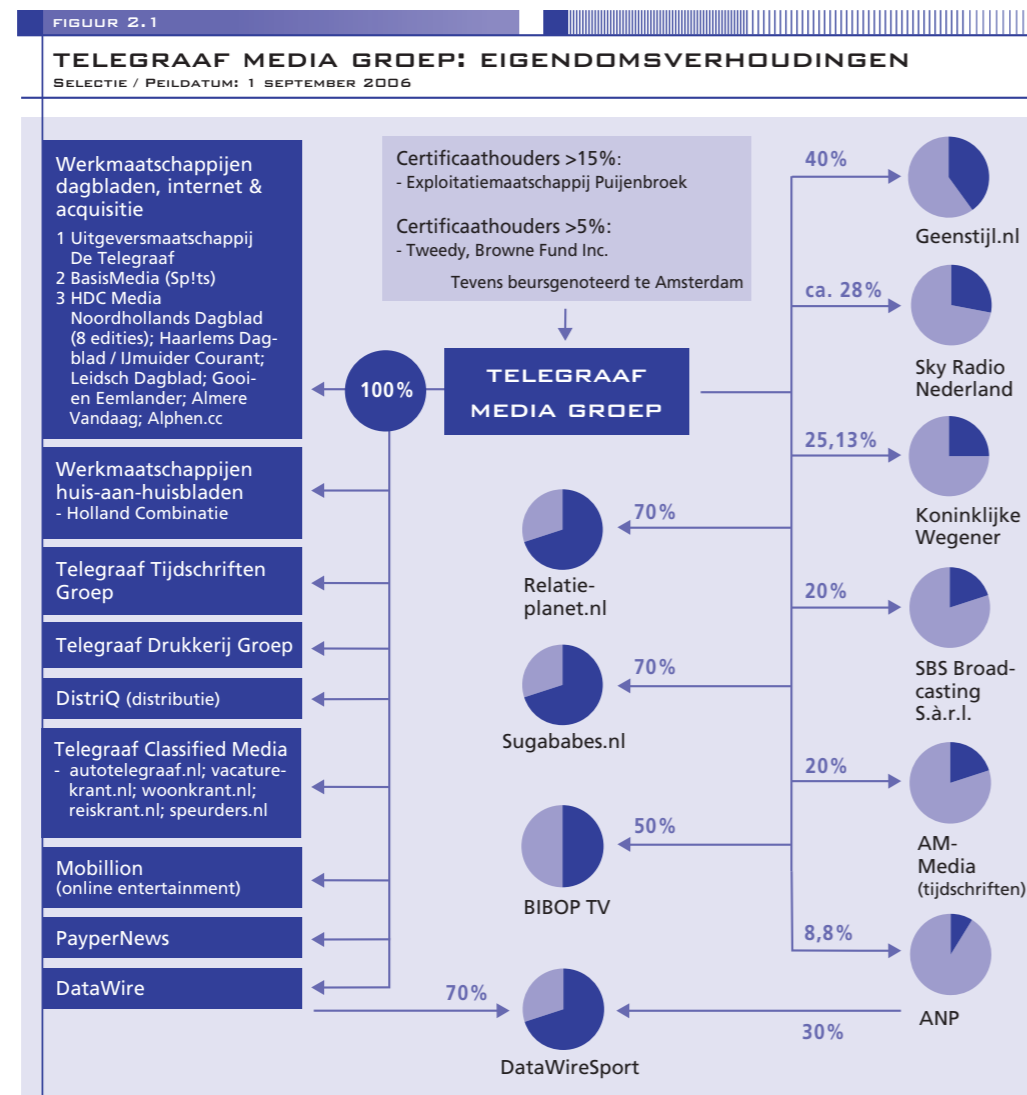 FIGUUR 2.1
TELEGRAAF MEDIA GROEP: EIGENDOMSVERHOUDINGEN
SELECTIE / PEILDATUM: 1 SEPTEMBER 2006
Werkmaatschappijen
dagbladen, internet &
acquisitie
1 Uitgeversmaatschappij
De Telegraaf
2 BasisMedia (Sp!ts)
3 HDC Media
Noordhollands Dagblad
(8 edities); Haarlems Dag-
blad / IJmuider Courant;
Leidsch Dagblad; Gooi-
en Eemlander; Almere
Vandaag; Alphen.cc
Werkmaatschappijen
huis-aan-huisbladen
- Holland Combinatie
Telegraaf Tijdschriften
Groep
Telegraaf Drukkerij Groep
DistriQ (distributie)
Telegraaf Classified Media
- autotelegraaf.nl; vacature-
krant.nl; woonkrant.nl;
reiskrant.nl; speurders.nl
Mobillion
(online entertainment)
PayperNews
DataWire
Certificaathouders >15%:
- Exploitatiemaatschappij Puijenbroek
Certificaathouders >5%:
- Tweedy, Browne Fund Inc.
Tevens beursgenoteerd te Amsterdam
100%
TELEGRAAF
MEDIA GROEP
70%
Relatie-
planet.nl
70%
Sugababes.nl
50%
BIBOP TV
70%
DataWireSport
30%
40%
Geenstijl.nl
ca. 28%
Sky Radio
Nederland
25,13%
Koninklijke
Wegener
20%
SBS Broad-
casting
S.à.r.l.
20%
AM-
Media
(tijdschriften)
8,8%
ANP